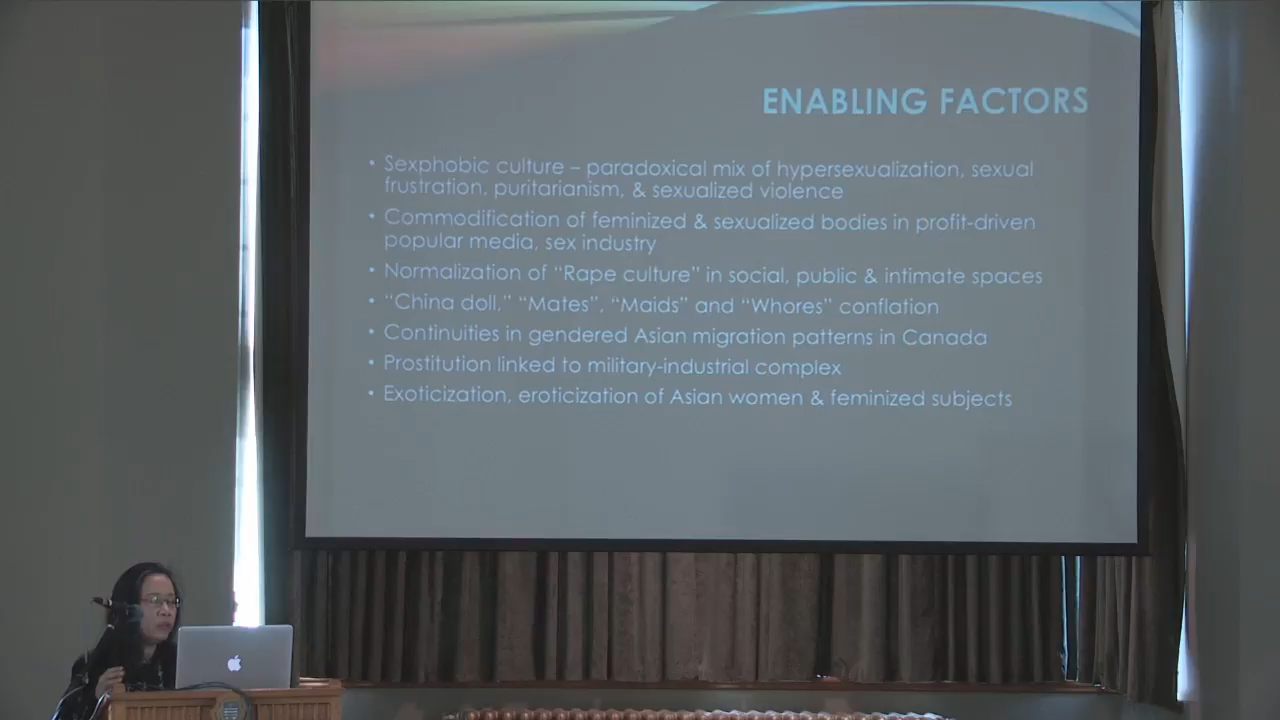 ENABLING FACTORS
• Sexphobic culture – paradoxical mix of hypersexualization, sexual
frustration, puritarianism, & sexualized violence
• Commodification of feminized & sexualized bodies in profit-driven
popular media, sex industry
• Normalization of “Rape culture” in social, public & intimate spaces
• “China doll,” “Mates”, “Maids” and “Whores” conflation
• Continuities in gendered Asian migration patterns in Canada
• Prostitution linked to military-industrial complex
• Exoticization, eroticization of Asian women & feminized subjects